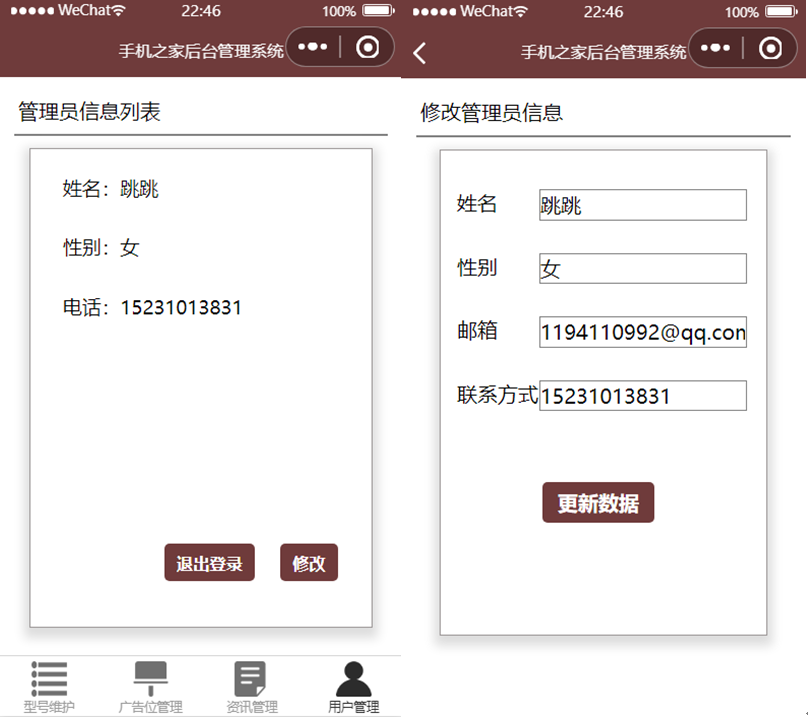 WeChat 22:46 100%
手机之家后台管理系统
管理员信息列表
姓名：跳跳
性别：女
电话：15231013831
退出登录 修改
型号维护 广告位管理 资讯管理 用户管理
WeChat 22:46 100%
手机之家后台管理系统
修改管理员信息
姓名 跳跳
性别 女
邮箱 1194110992@qq.con
联系方式 15231013831
更新数据